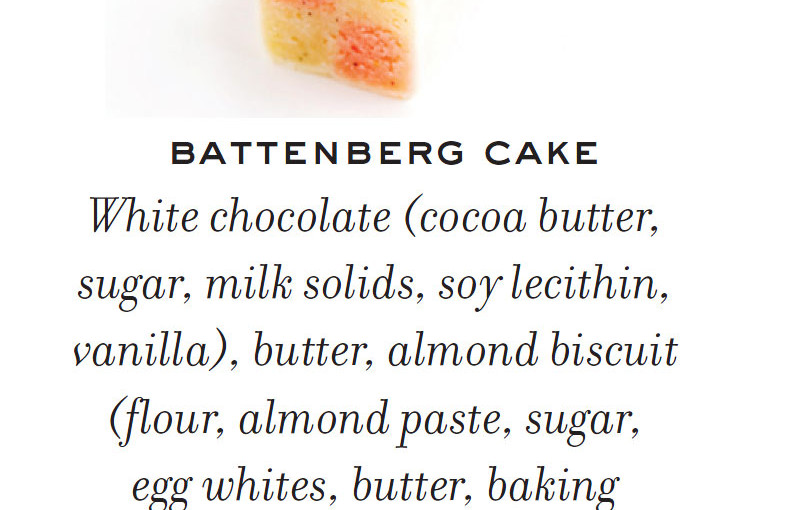 BATTENBERG CAKE
White chocolate (cocoa butter,
sugar, milk solids, soy lecithin,
vanilla), butter, almond biscuit
(flour, almond paste, sugar,
egg whites, butter, baking